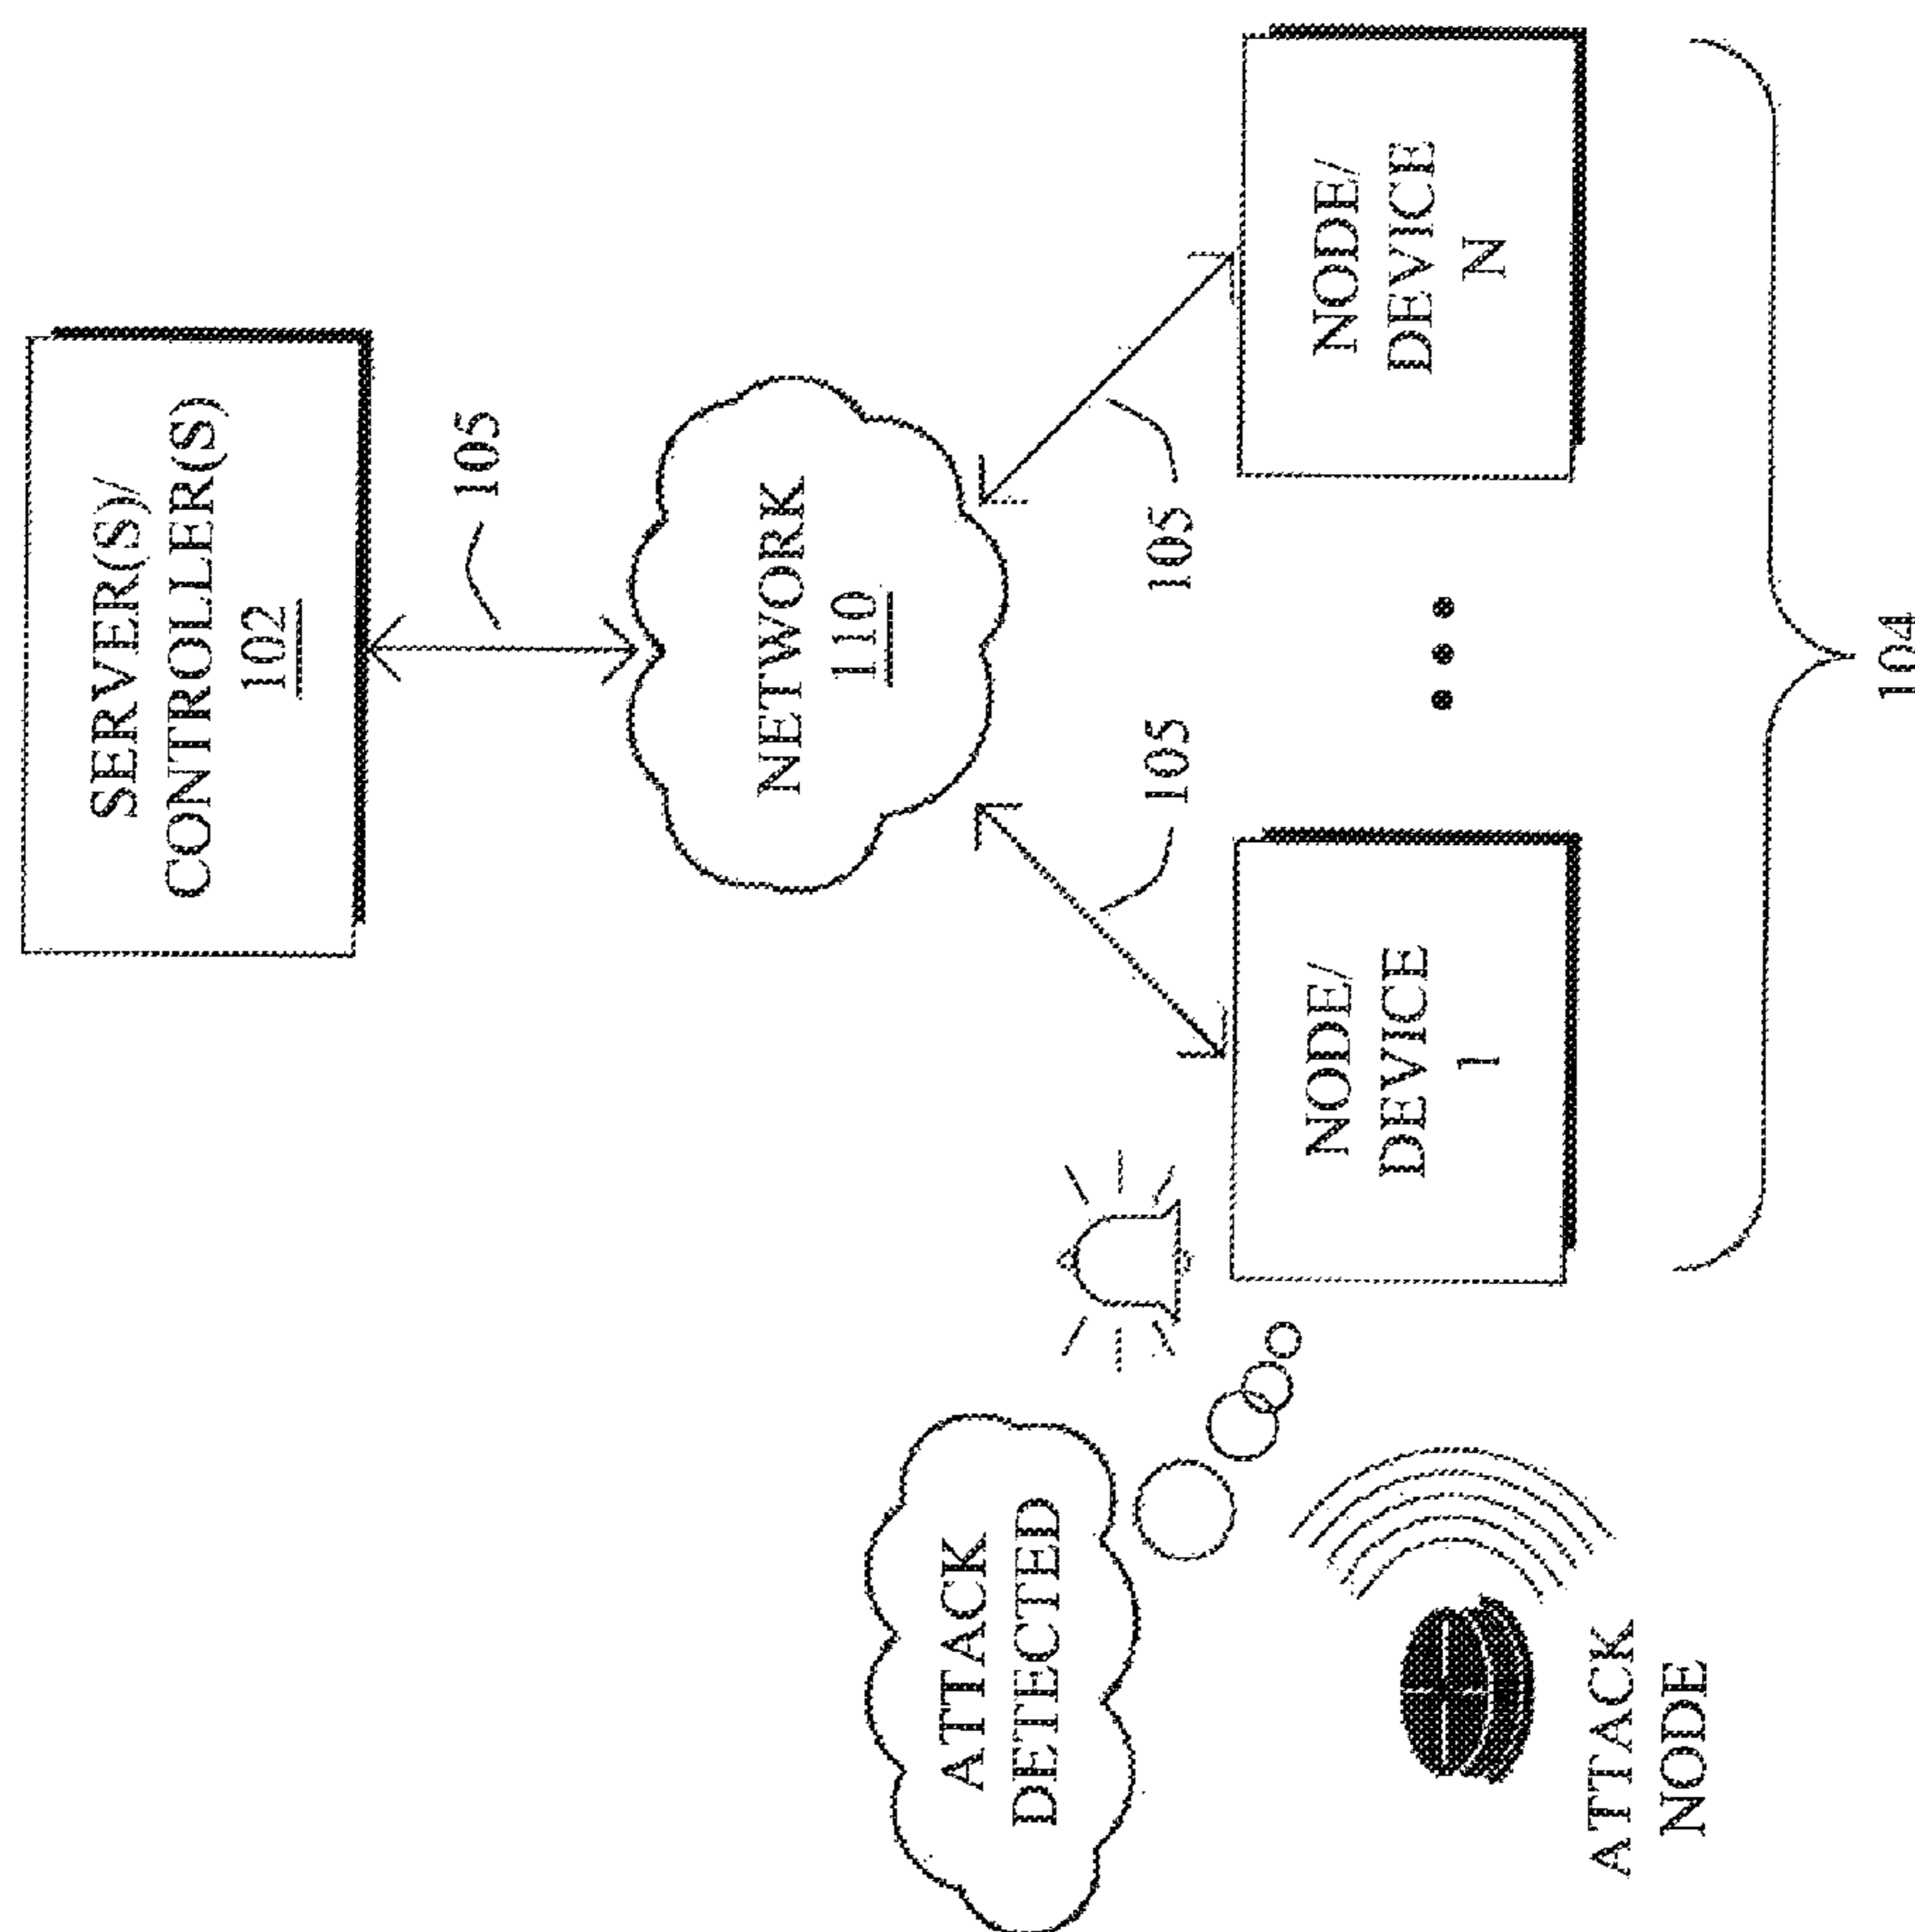 SERVER(S)/
CONTROLLER(S)
102
105
NETWORK
110
105
105
ATTACK
DETECTED
NODE/
DEVICE
1
NODE/
DEVICE
N
ATTACK
NODE
104